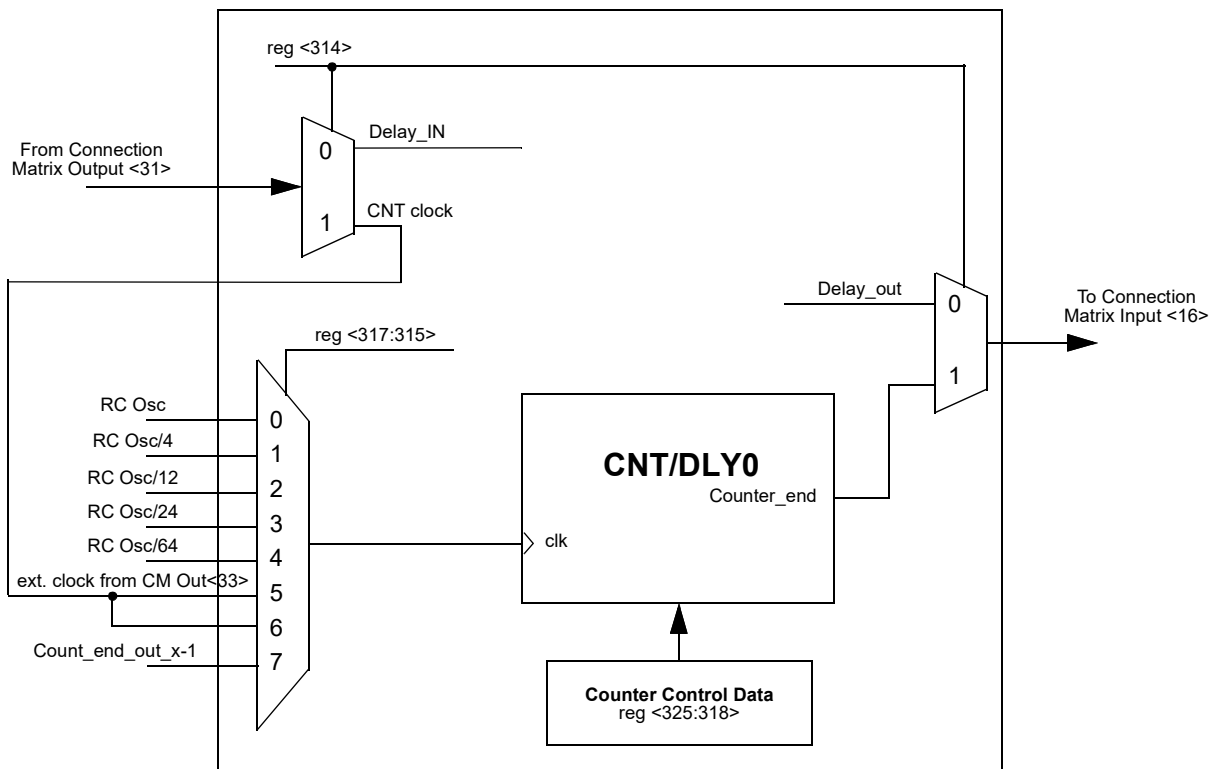 reg <314>
From Connection
Matrix Output <31>
0
Delay_IN
1
CNT clock
Delay_out
0
To Connection
Matrix Input <16>
1
reg <317:315>
RC Osc
0
RC Osc/4
1
RC Osc/12
2
RC Osc/24
3
RC Osc/64
4
ext. clock from CM Out<33>
5
6
Count_end_out_x-1
7
CNT/DLY0
Counter_end
clk
Counter Control Data
reg <325:318>